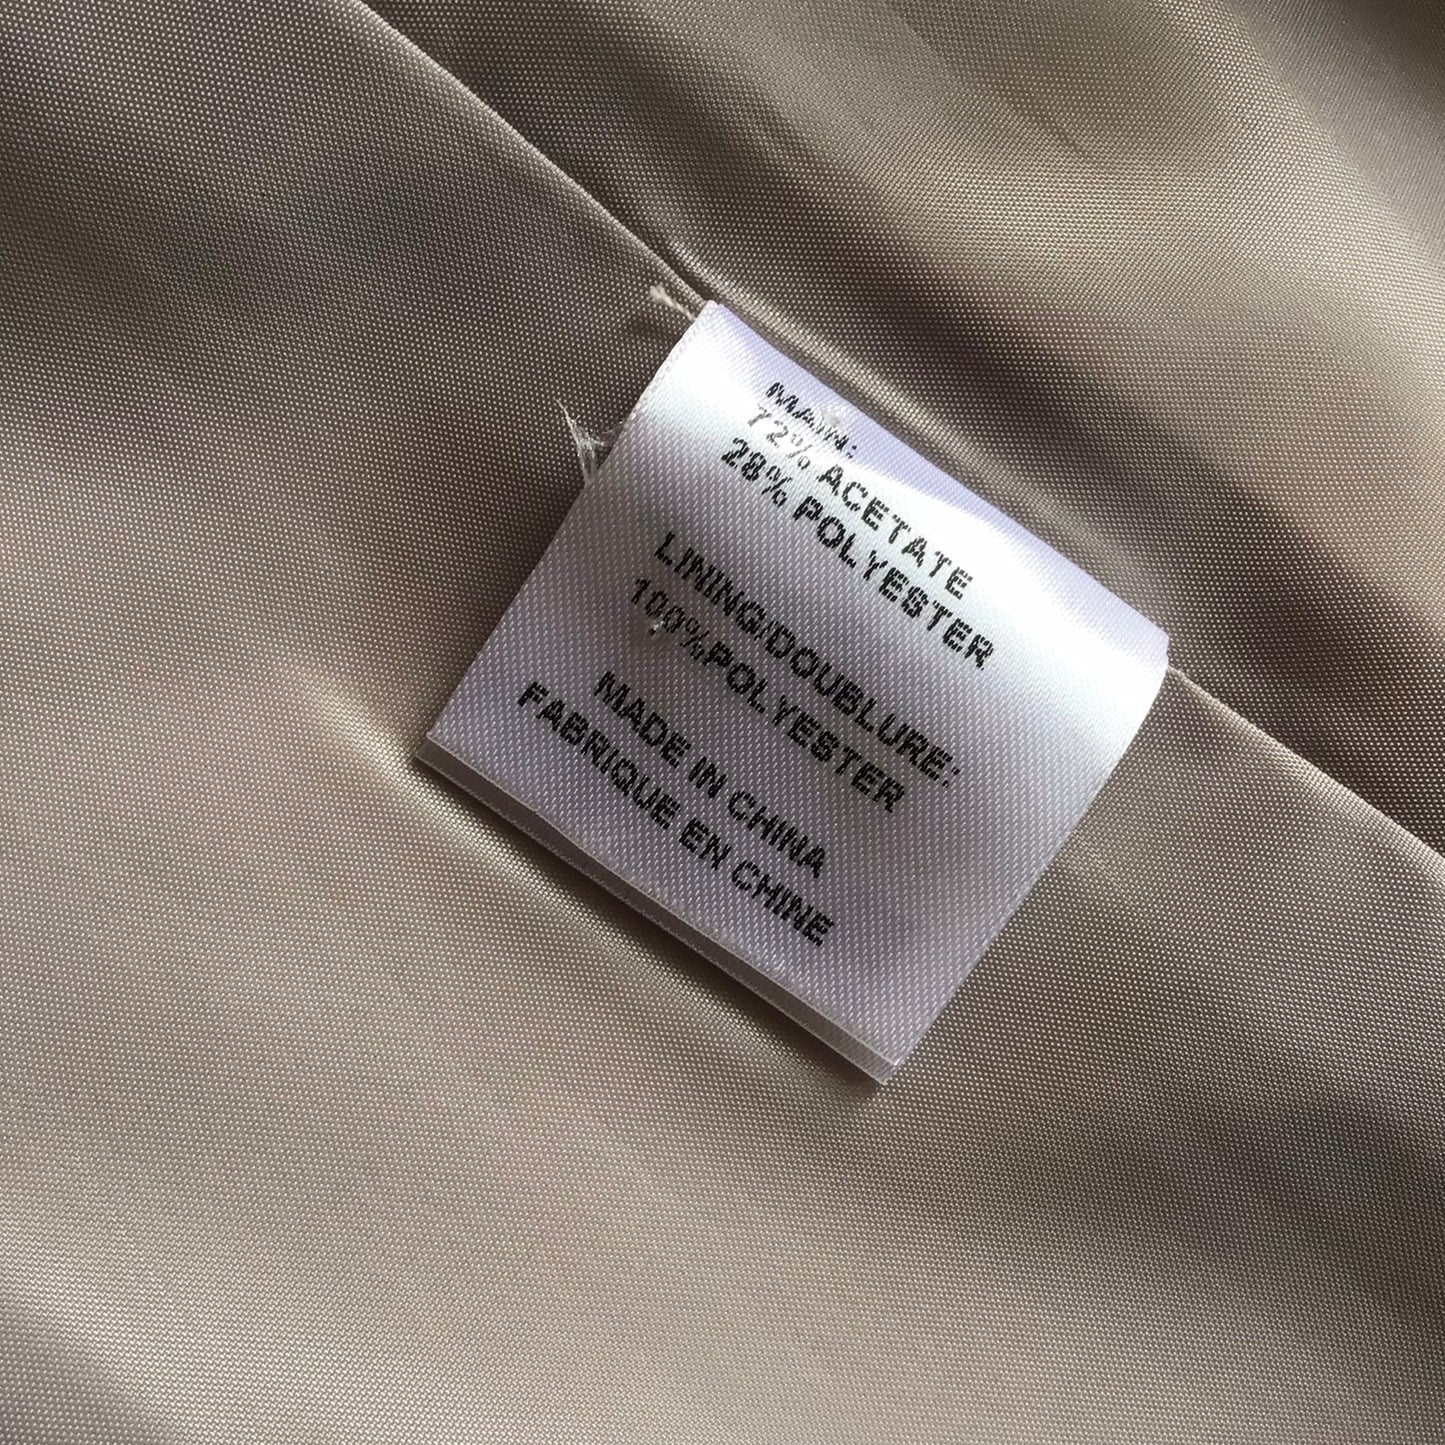 MAIN:
72% ACETATE
28% POLYESTER
LINING/DOUBLURE:
100%POLYESTER
MADE IN CHINA
FABRIQUE EN CHINE